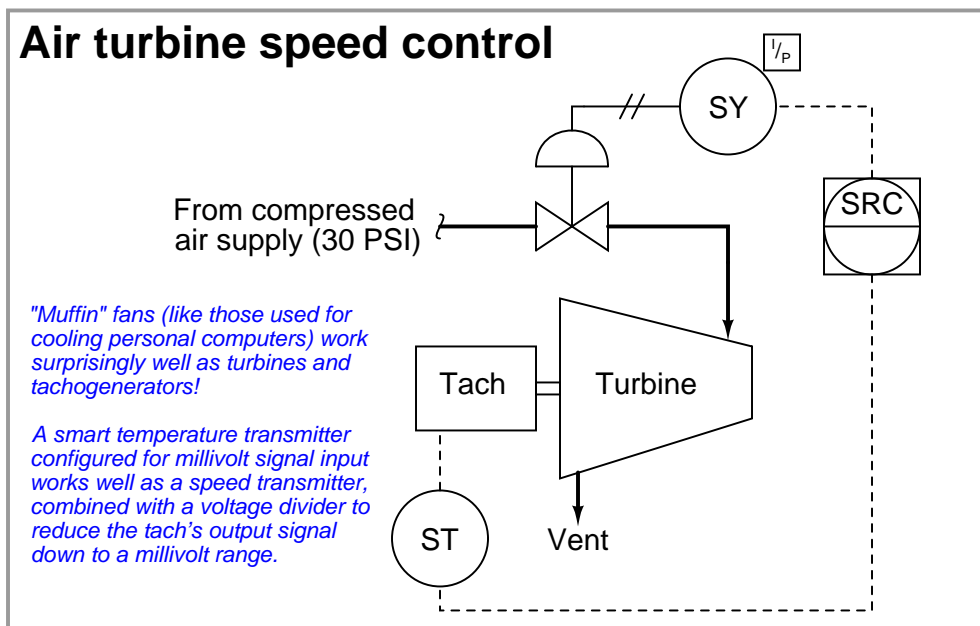 Air turbine speed control
I/P
SY
SRC
From compressed
air supply (30 PSI)
"Muffin" fans (like those used for
cooling personal computers) work
surprisingly well as turbines and
tachogenerators!
Tach
Turbine
A smart temperature transmitter
configured for millivolt signal input
works well as a speed transmitter,
combined with a voltage divider to
reduce the tach's output signal
down to a millivolt range.
ST
Vent